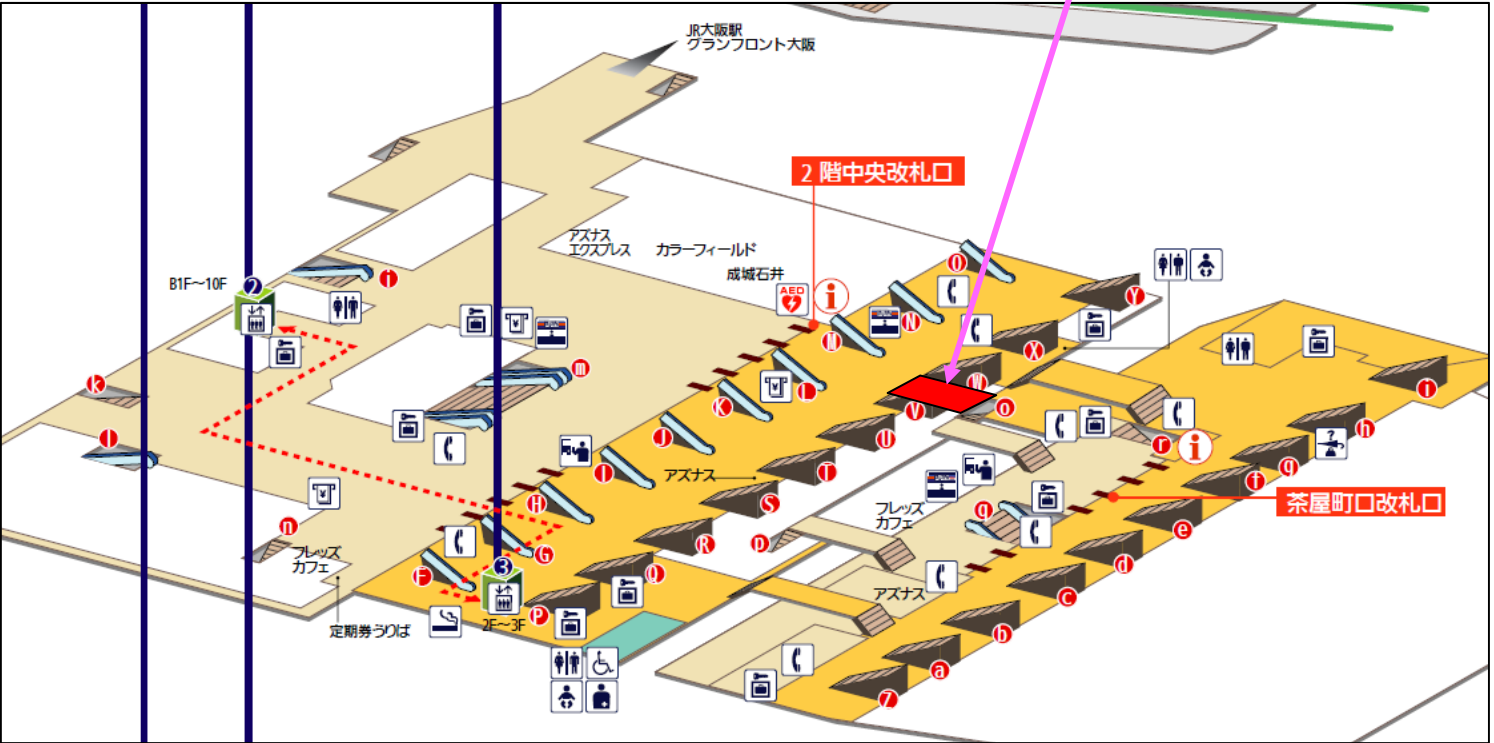 JR大阪駅
グランフロント大阪
2 階中央改札口
アズナス
エクスプレス
カラーフィールド
成城石井
AED
i
B1F～10F
2
i
O
Y
N
M
X
W
L
K
V
o
m
k
J
U
r
i
i
h
l
I
アズナス
T
g
?
f
H
S
フレッズ
カフェ
q
茶屋町口改札口
e
n
フレッズ
カフェ
G
R
p
d
F
3
Q
アズナス
c
P
b
定期券うりば
2F～3F
a
Z